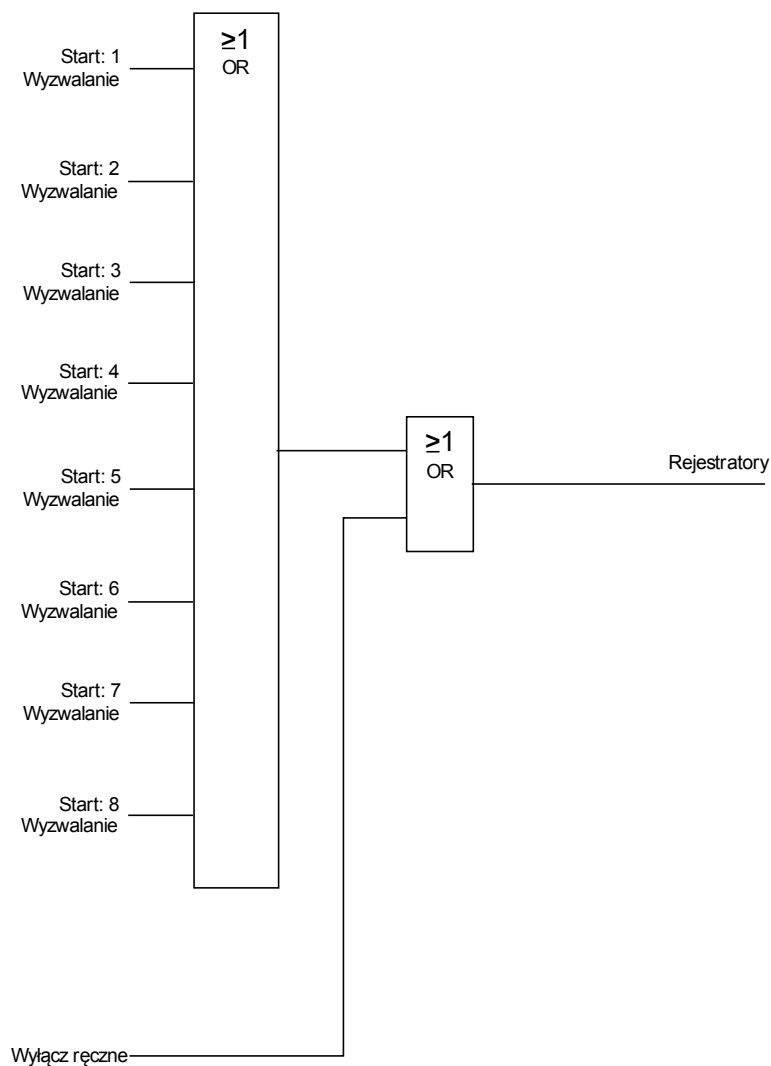 ≥1
OR
Start: 1
Wyzwalanie
Start: 2
Wyzwalanie
Start: 3
Wyzwalanie
Start: 4
Wyzwalanie
≥1
OR
Rejestratory
Start: 5
Wyzwalanie
Start: 6
Wyzwalanie
Start: 7
Wyzwalanie
Start: 8
Wyzwalanie
Wyłącz ręczne